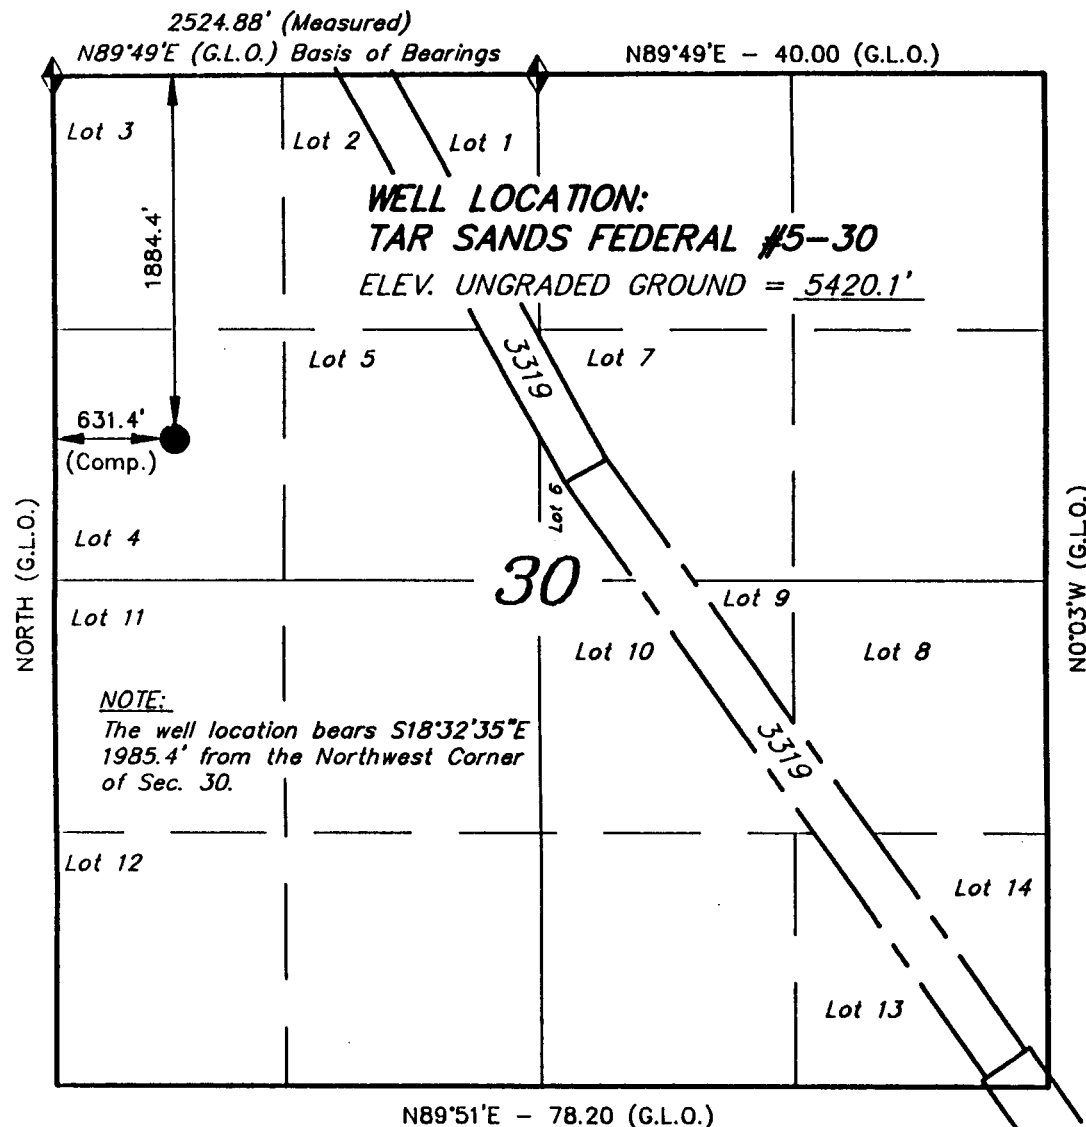 2524.88' (Measured)
N89°49'E (G.L.O.) Basis of Bearings
N89°49'E - 40.00 (G.L.O.)
Lot 3
Lot 2
Lot 1
1884.4'
WELL LOCATION:
TAR SANDS FEDERAL #5-30
ELEV. UNGRADED GROUND = 5420.1'
Lot 5
3319
Lot 7
631.4'
(Comp.)
Lot 6
Lot 4
NORTH (G.L.O.)
N0°03'W (G.L.O.)
30
Lot 11
Lot 9
Lot 10
Lot 8
NOTE:
The well location bears S18°32'35"E
1985.4' from the Northwest Corner
of Sec. 30.
3319
Lot 12
Lot 14
Lot 13
N89°51'E - 78.20 (G.L.O.)